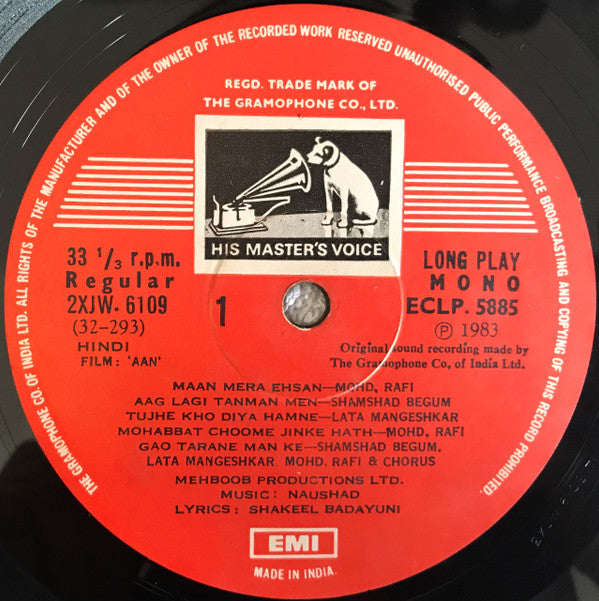 THE GRAMOPHONE CO. OF INDIA LTD. ALL RIGHTS OF THE MANUFACTURER AND OF THE OWNER OF THE RECORDED WORK RESERVED UNAUTHORISED PUBLIC PERFORMANCE BROADCASTING AND COPYING OF THIS RECORD PROHIBITED.
REGD. TRADE MARK OF
THE GRAMOPHONE CO., LTD.
HIS MASTER'S VOICE
33 1/3 r.p.m.
Regular
2XJW. 6109
(32-293)
HINDI
FILM: 'AAN'
1
LONG PLAY
MONO
ECLP. 5885
Ⓟ 1983
Original sound recording made by
The Gramophone Co, of India Ltd.
MAAN MERA EHSAN—MOHD, RAFI
AAG LAGI TANMAN MEN—SHAMSHAD BEGUM
TUJHE KHO DIYA HAMNE—LATA MANGESHKAR
MOHABBAT CHOOME JINKE HATH—MOHD, RAFI
GAO TARANE MAN KE—SHAMSHAD BEGUM,
LATA MANGESHKAR, MOHD. RAFI & CHORUS
MEHBOOB PRODUCTIONS LTD.
MUSIC: NAUSHAD
LYRICS: SHAKEEL BADAYUNI
EMI
MADE IN INDIA.